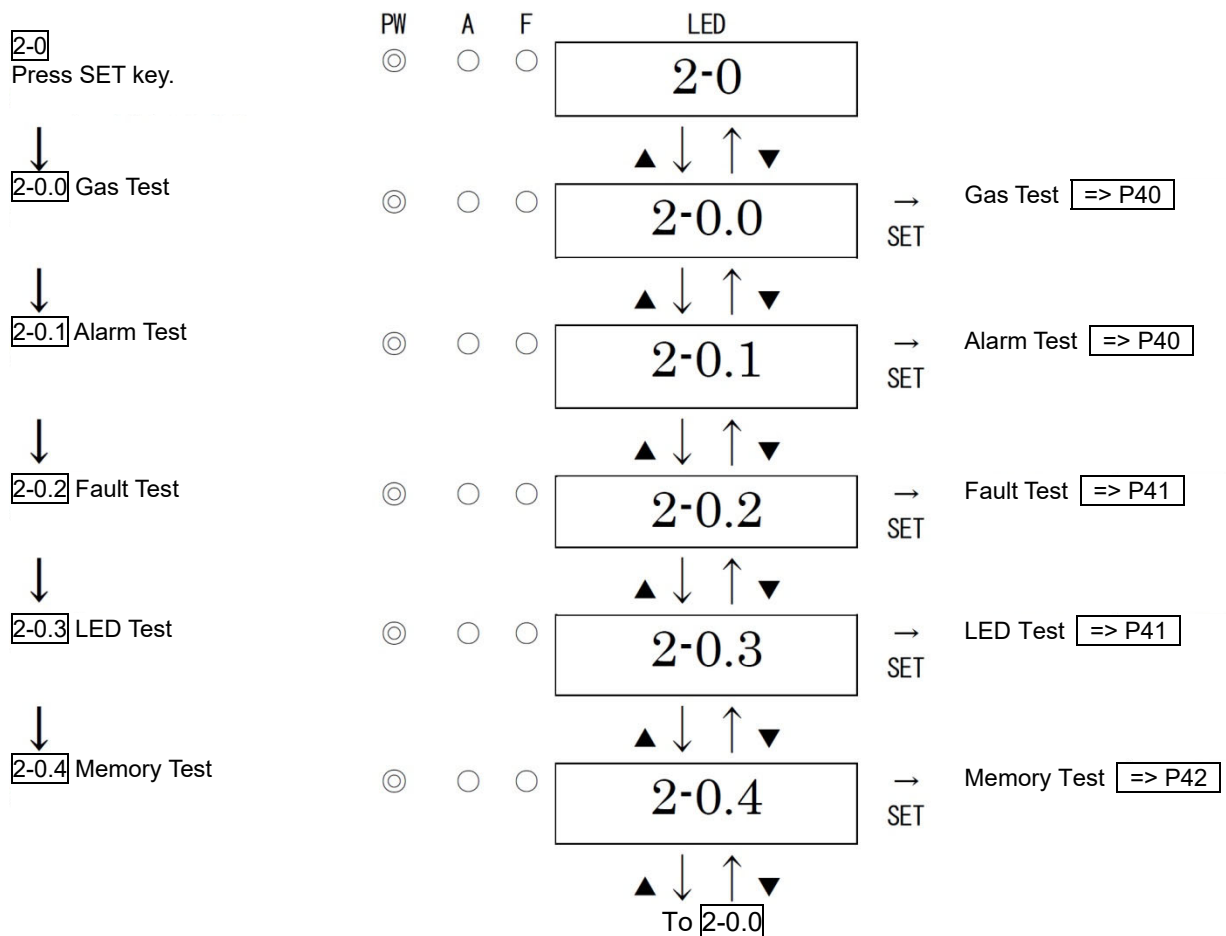 PW A F LED
2-0
Press SET key.
2-0
▲ ↓ ↑ ▼
2-0.0 Gas Test
2-0.0
→ SET
Gas Test => P40
▲ ↓ ↑ ▼
2-0.1 Alarm Test
2-0.1
→ SET
Alarm Test => P40
▲ ↓ ↑ ▼
2-0.2 Fault Test
2-0.2
→ SET
Fault Test => P41
▲ ↓ ↑ ▼
2-0.3 LED Test
2-0.3
→ SET
LED Test => P41
▲ ↓ ↑ ▼
2-0.4 Memory Test
2-0.4
→ SET
Memory Test => P42
▲ ↓ ↑ ▼
To 2-0.0